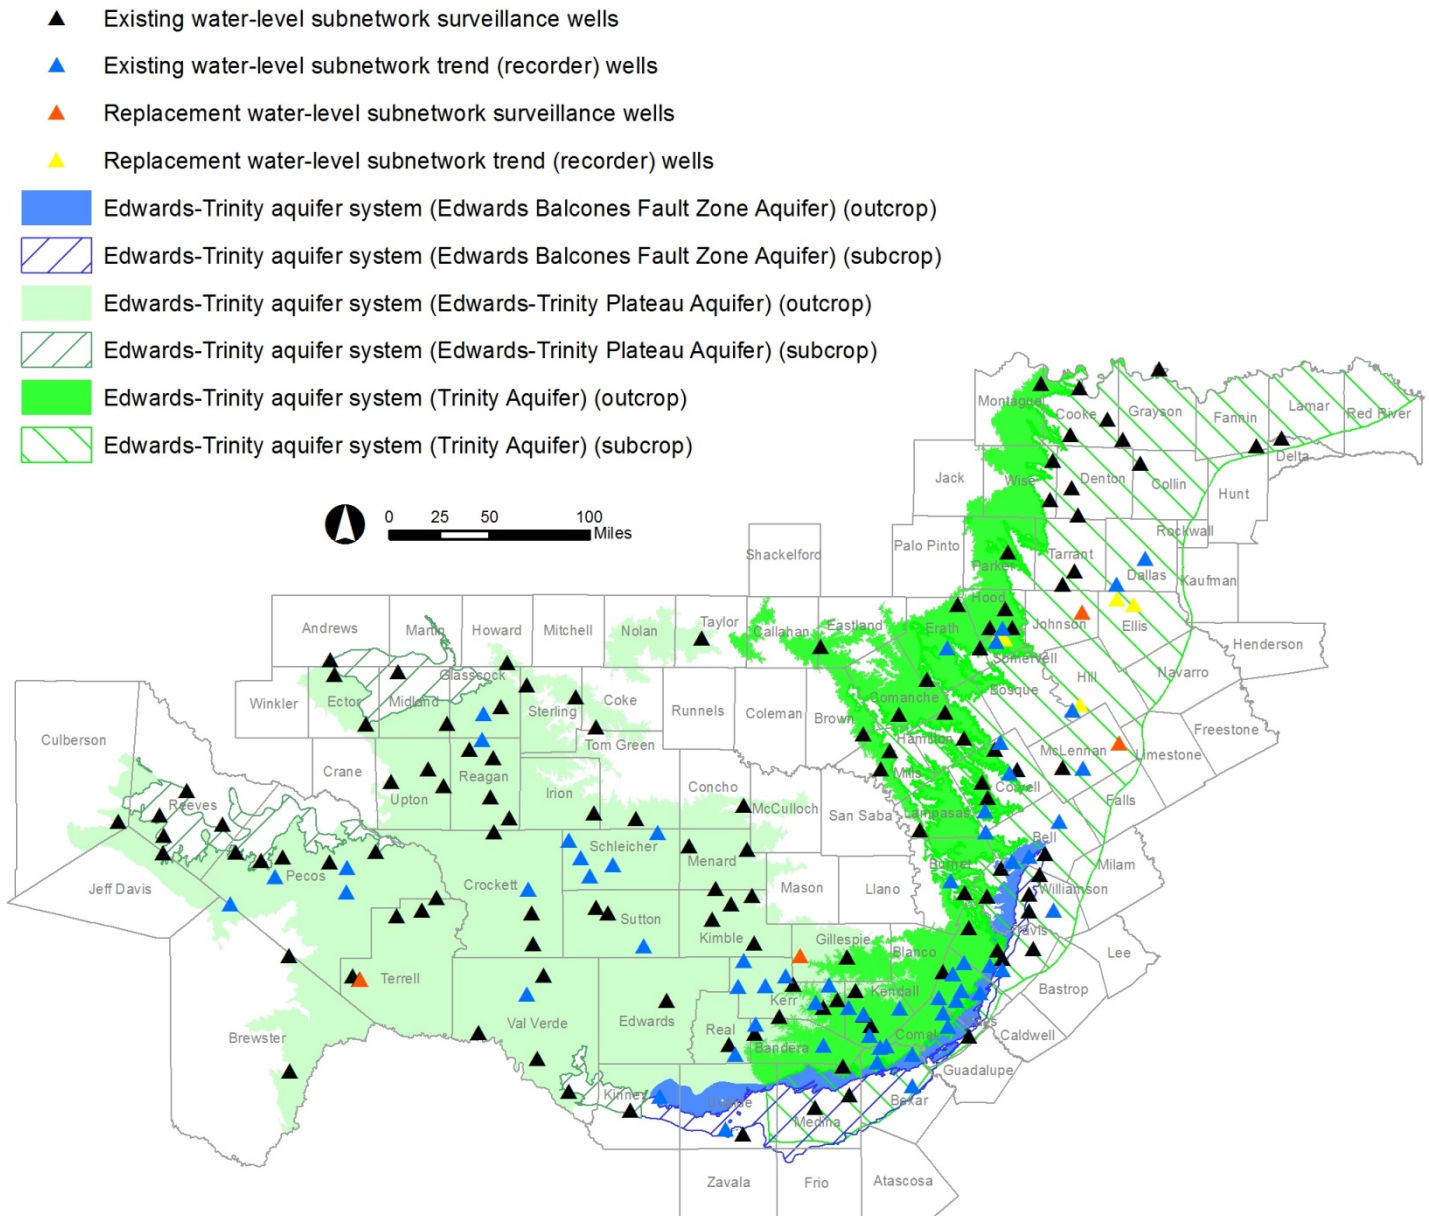 Existing water-level subnetwork surveillance wells
Existing water-level subnetwork trend (recorder) wells
Replacement water-level subnetwork surveillance wells
Replacement water-level subnetwork trend (recorder) wells
Edwards-Trinity aquifer system (Edwards Balcones Fault Zone Aquifer) (outcrop)
Edwards-Trinity aquifer system (Edwards Balcones Fault Zone Aquifer) (subcrop)
Edwards-Trinity aquifer system (Edwards-Trinity Plateau Aquifer) (outcrop)
Edwards-Trinity aquifer system (Edwards-Trinity Plateau Aquifer) (subcrop)
Edwards-Trinity aquifer system (Trinity Aquifer) (outcrop)
Edwards-Trinity aquifer system (Trinity Aquifer) (subcrop)
0 25 50 100
Miles
Montague
Cooke
Grayson
Fannin
Lamar
Red River
Delta
Jack
Wise
Denton
Collin
Hunt
Rockwall
Shackelford
Palo Pinto
Parker
Tarrant
Dallas
Kaufman
Andrews
Martin
Howard
Mitchell
Nolan
Taylor
Callahan
Eastland
Erath
Hood
Johnson
Ellis
Henderson
Somervell
Winkler
Ector
Midland
Glasscock
Sterling
Coke
Runnels
Coleman
Brown
Comanche
Bosque
Hill
Navarro
Culberson
Tom Green
Hamilton
McLennan
Limestone
Freestone
Crane
Upton
Reagan
Irion
Concho
McCulloch
San Saba
Mills
Coryell
Falls
Reeves
Lampasas
Bell
Milam
Jeff Davis
Pecos
Crockett
Schleicher
Menard
Mason
Llano
Burnet
Williamson
Sutton
Kimble
Gillespie
Blanco
Travis
Lee
Terrell
Bastrop
Brewster
Val Verde
Edwards
Real
Kerr
Kendall
Bandera
Comal
Hays
Caldwell
Guadalupe
Kinney
Uvalde
Medina
Bexar
Zavala
Frio
Atascosa